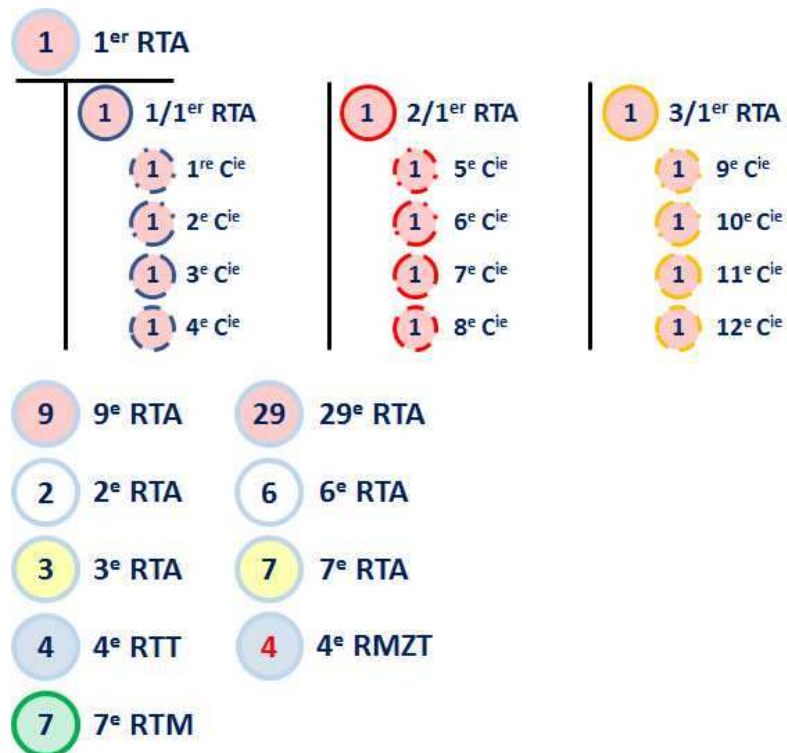 1 1er RTA
1 1/1er RTA 1 2/1er RTA 1 3/1er RTA
1 1re Cie 1 5e Cie 1 9e Cie
1 2e Cie 1 6e Cie 1 10e Cie
1 3e Cie 1 7e Cie 1 11e Cie
1 4e Cie 1 8e Cie 1 12e Cie
9 9e RTA 29 29e RTA
2 2e RTA 6 6e RTA
3 3e RTA 7 7e RTA
4 4e RTT 4 4e RMZT
7 7e RTM